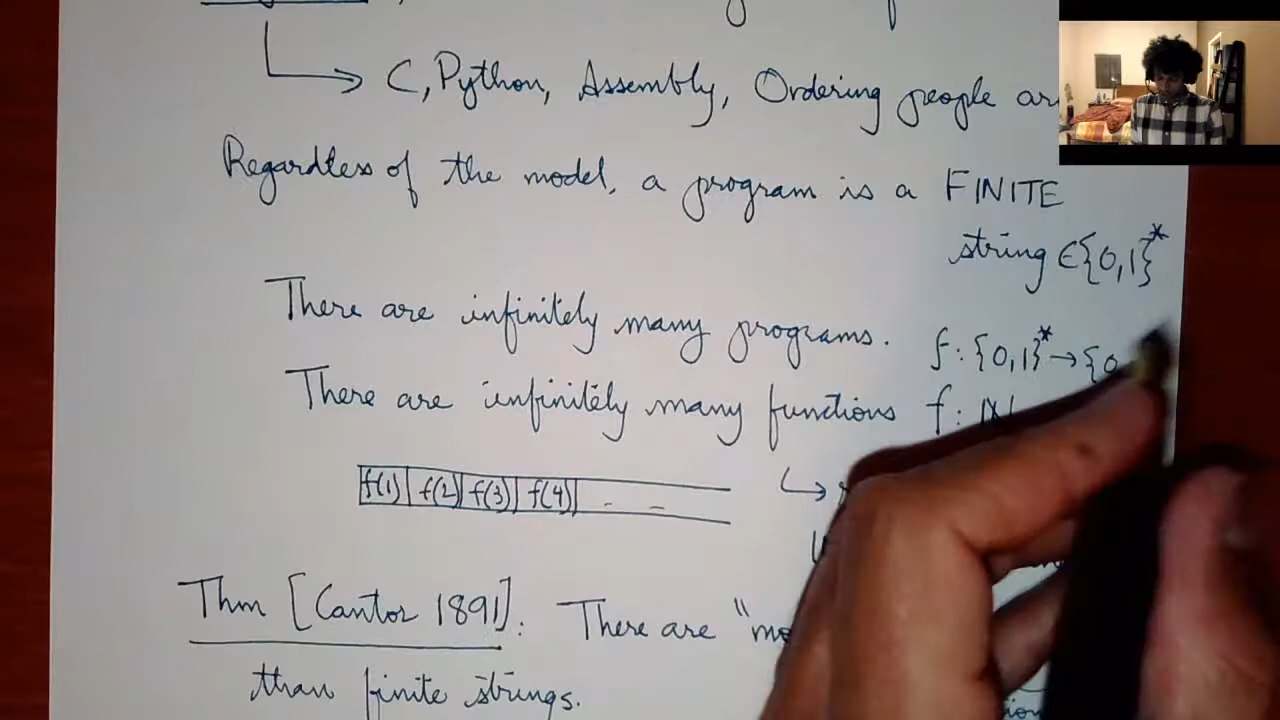 C, Python, Assembly, Ordering people
Regardless of the model, a program is a FINITE
string ∈{0,1}*
There are infinitely many programs. f: {0,1}* → {0
There are infinitely many functions f: ℕ
f(1) f(2) f(3) f(4) . . –
Thm [Cantor 1891]: There are "
than finite strings.